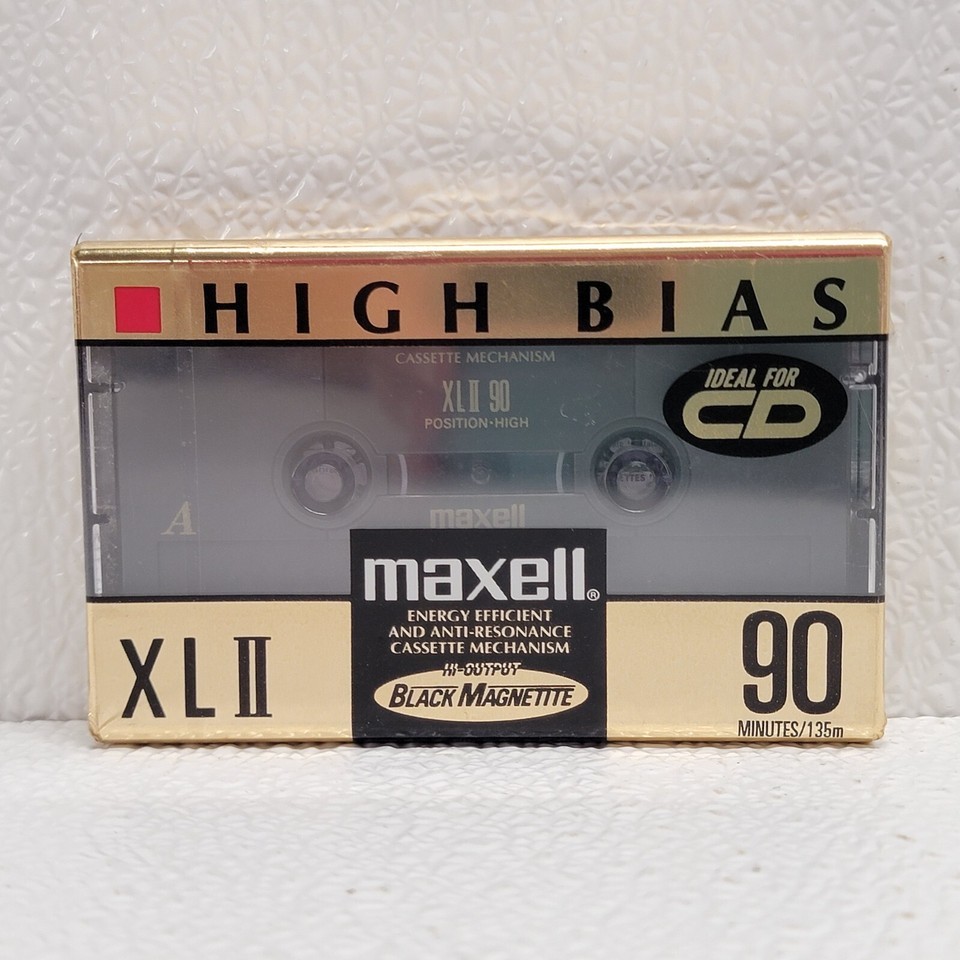 HIGH BIAS
CASSETTE MECHANISM
XLII 90
POSITION·HIGH
IDEAL FOR
CD
A
maxell
maxell®
ENERGY EFFICIENT
AND ANTI-RESONANCE
CASSETTE MECHANISM
HI-OUTPUT
BLACK MAGNETITE
XLII
90
MINUTES/135m